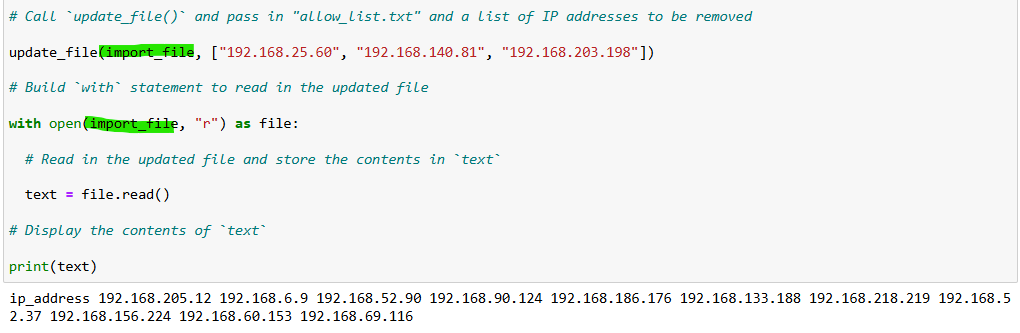 # Call `update_file()` and pass in "allow_list.txt" and a list of IP addresses to be removed
update_file(import_file, ["192.168.25.60", "192.168.140.81", "192.168.203.198"])
# Build `with` statement to read in the updated file
with open(import_file, "r") as file:
# Read in the updated file and store the contents in `text`
text = file.read()
# Display the contents of `text`
print(text)
ip_address 192.168.205.12 192.168.6.9 192.168.52.90 192.168.90.124 192.168.186.176 192.168.133.188 192.168.218.219 192.168.5
2.37 192.168.156.224 192.168.60.153 192.168.69.116